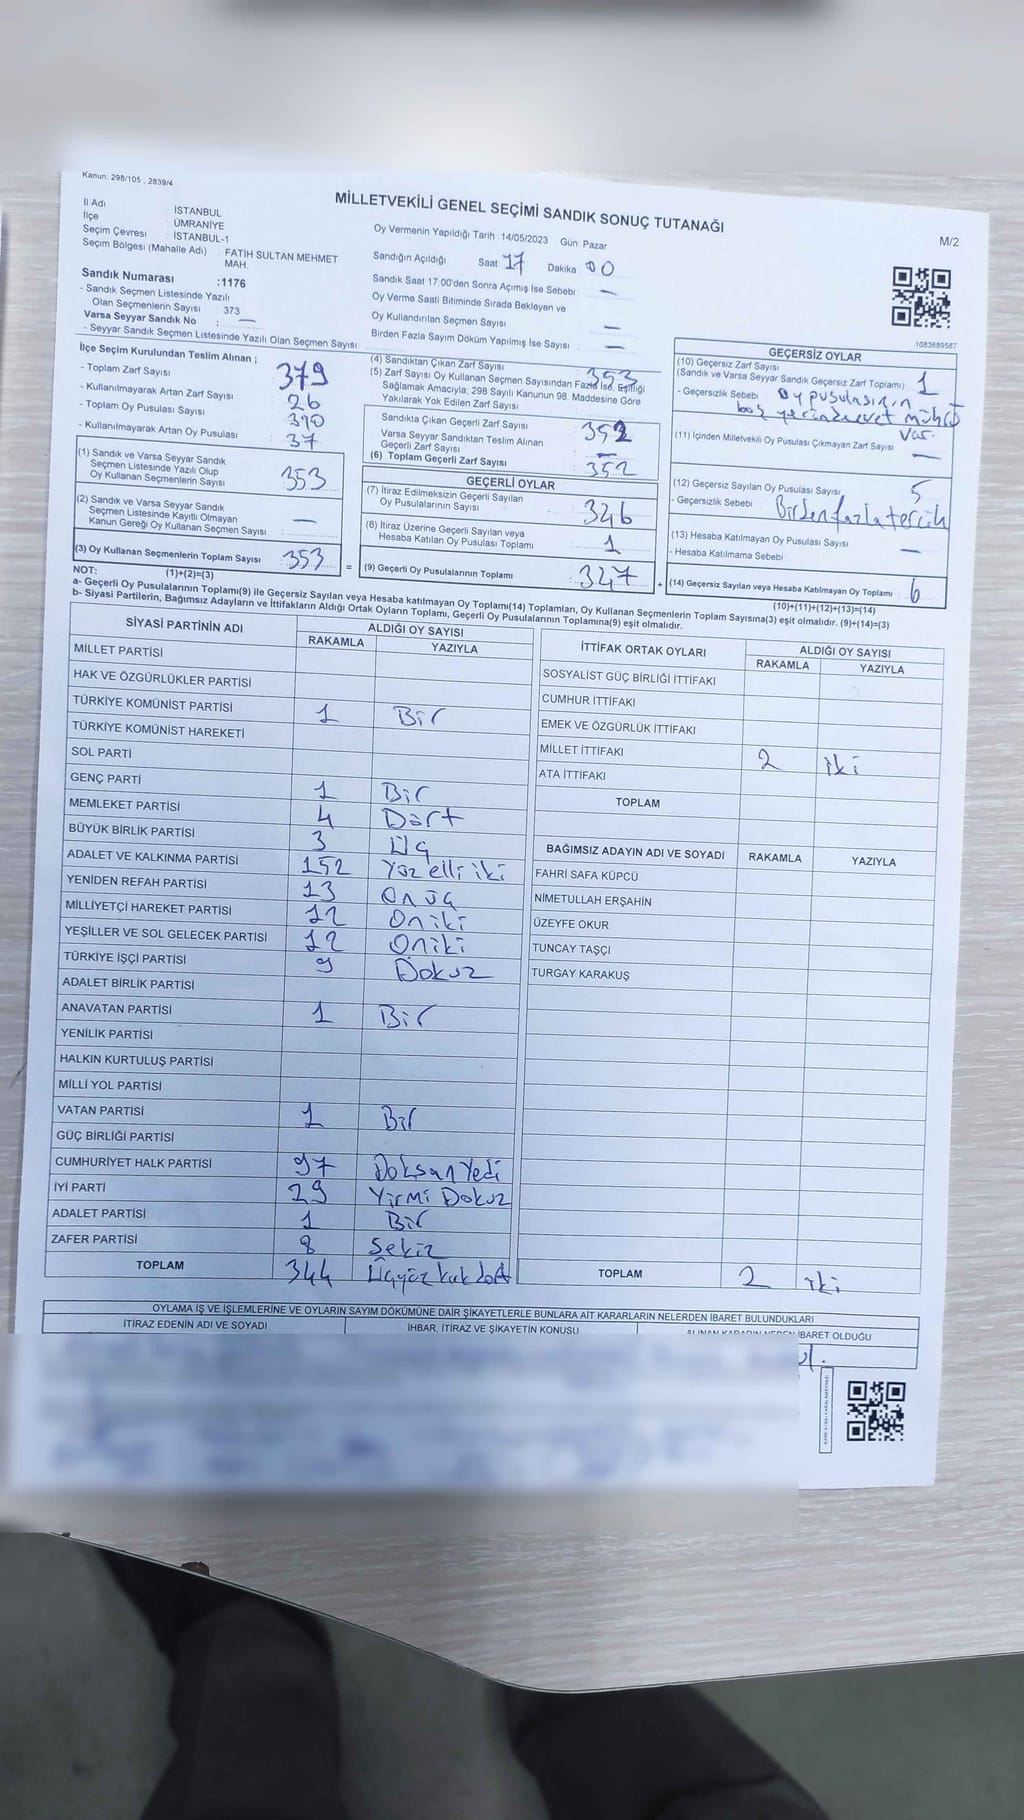 Kanun: 298/105 , 2839/4
MİLLETVEKİLİ GENEL SEÇİMİ SANDIK SONUÇ TUTANAĞI
M/2
İl Adı İSTANBUL
İlçe ÜMRANİYE
Seçim Çevresi : İSTANBUL-1
Seçim Bölgesi (Mahalle Adı) : FATİH SULTAN MEHMET
MAH.
Sandık Numarası :1176
- Sandık Seçmen Listesinde Yazılı
Olan Seçmenlerin Sayısı : 373
Varsa Seyyar Sandık No : —
- Seyyar Sandık Seçmen Listesinde Yazılı Olan Seçmen Sayısı:
Oy Vermenin Yapıldığı Tarih : 14/05/2023 Gün: Pazar
Sandığın Açıldığı Saat: 17 Dakika: 00
Sandık Saat 17.00'den Sonra Açımış İse Sebebi : —
Oy Verme Saati Bitiminde Sırada Bekleyen ve
Oy Kullandırılan Seçmen Sayısı : —
Birden Fazla Sayım Döküm Yapılmış İse Sayısı : —
1083689587
İlçe Seçim Kurulundan Teslim Alınan ;
- Toplam Zarf Sayısı : 379
- Kullanılmayarak Artan Zarf Sayısı : 26
- Toplam Oy Pusulası Sayısı : 390
- Kullanılmayarak Artan Oy Pusulası : 37
(1) Sandık ve Varsa Seyyar Sandık
Seçmen Listesinde Yazılı Olup
Oy Kullanan Seçmenlerin Sayısı : 353
(2) Sandık ve Varsa Seyyar Sandık
Seçmen Listesinde Kayıtlı Olmayan
Kanun Gereği Oy Kullanan Seçmen Sayısı : —
(3) Oy Kullanan Seçmenlerin Toplam Sayısı : 353
(1)+(2)=(3)
(4) Sandıktan Çıkan Zarf Sayısı : 353
(5) Zarf Sayısı Oy Kullanan Seçmen Sayısından Fazla İse, Eşitliği
Sağlamak Amacıyla; 298 Sayılı Kanunun 98. Maddesine Göre
Yakılarak Yok Edilen Zarf Sayısı :
Sandıkta Çıkan Geçerli Zarf Sayısı : 352
Varsa Seyyar Sandıktan Teslim Alınan
Geçerli Zarf Sayısı : —
(6) Toplam Geçerli Zarf Sayısı : 352
GEÇERLİ OYLAR
(7) İtiraz Edilmeksizin Geçerli Sayılan
Oy Pusulalarının Sayısı : 346
(8) İtiraz Üzerine Geçerli Sayılan veya
Hesaba Katılan Oy Pusulası Toplamı : 1
= (9) Geçerli Oy Pusulalarının Toplamı : 347
GEÇERSİZ OYLAR
(10) Geçersiz Zarf Sayısı
(Sandık ve Varsa Seyyar Sandık Geçersiz Zarf Toplamı) : 1
- Geçersizlik Sebebi : Oy pusulasının
boş yerinde evet mührü
var.
(11) İçinden Milletvekili Oy Pusulası Çıkmayan Zarf Sayısı : —
(12) Geçersiz Sayılan Oy Pusulası Sayısı : 5
- Geçersizlik Sebebi : Birden fazla tercih
(13) Hesaba Katılmayan Oy Pusulası Sayısı : —
- Hesaba Katılmama Sebebi :
+ (14) Geçersiz Sayılan veya Hesaba Katılmayan Oy Toplamı : 6
(10)+(11)+(12)+(13)=(14)
NOT:
a- Geçerli Oy Pusulalarının Toplamı(9) ile Geçersiz Sayılan veya Hesaba katılmayan Oy Toplamı(14) Toplamları, Oy Kullanan Seçmenlerin Toplam Sayısına(3) eşit olmalıdır. (9)+(14)=(3)
b- Siyasi Partilerin, Bağımsız Adayların ve İttifakların Aldığı Ortak Oyların Toplamı, Geçerli Oy Pusulalarının Toplamına(9) eşit olmalıdır.
SİYASİ PARTİNİN ADI ALDIĞI OY SAYISI
RAKAMLA YAZIYLA
MİLLET PARTİSİ
HAK VE ÖZGÜRLÜKLER PARTİSİ
TÜRKİYE KOMÜNİST PARTİSİ 1 Bir
TÜRKİYE KOMÜNİST HAREKETİ
SOL PARTİ
GENÇ PARTİ 1 Bir
MEMLEKET PARTİSİ 4 Dört
BÜYÜK BİRLİK PARTİSİ 3 Üç
ADALET VE KALKINMA PARTİSİ 152 Yüz elli iki
YENİDEN REFAH PARTİSİ 13 Onüç
MİLLİYETÇİ HAREKET PARTİSİ 12 Oniki
YEŞİLLER VE SOL GELECEK PARTİSİ 12 Oniki
TÜRKİYE İŞÇİ PARTİSİ 9 Dokuz
ADALET BİRLİK PARTİSİ
ANAVATAN PARTİSİ 1 Bir
YENİLİK PARTİSİ
HALKIN KURTULUŞ PARTİSİ
MİLLİ YOL PARTİSİ
VATAN PARTİSİ 1 Bir
GÜÇ BİRLİĞİ PARTİSİ
CUMHURİYET HALK PARTİSİ 97 Doksan Yedi
İYİ PARTİ 29 Yirmi Dokuz
ADALET PARTİSİ 1 Bir
ZAFER PARTİSİ 8 Sekiz
TOPLAM 344 Üçyüz kırk dört
İTTİFAK ORTAK OYLARI ALDIĞI OY SAYISI
RAKAMLA YAZIYLA
SOSYALİST GÜÇ BİRLİĞİ İTTİFAKI
CUMHUR İTTİFAKI
EMEK VE ÖZGÜRLÜK İTTİFAKI
MİLLET İTTİFAKI 2 iki
ATA İTTİFAKI
TOPLAM
BAĞIMSIZ ADAYIN ADI VE SOYADI RAKAMLA YAZIYLA
FAHRİ SAFA KÜPCÜ
NİMETULLAH ERŞAHİN
ÜZEYFE OKUR
TUNCAY TAŞÇI
TURGAY KARAKUŞ
TOPLAM 2 iki
OYLAMA İŞ VE İŞLEMLERİNE VE OYLARIN SAYIM DÖKÜMÜNE DAİR ŞİKAYETLERLE BUNLARA AİT KARARLARIN NELERDEN İBARET BULUNDUKLARI
İTİRAZ EDENİN ADI VE SOYADI İHBAR, İTİRAZ VE ŞİKAYETİN KONUSU ALINAN KARARIN NEDEN İBARET OLDUĞU